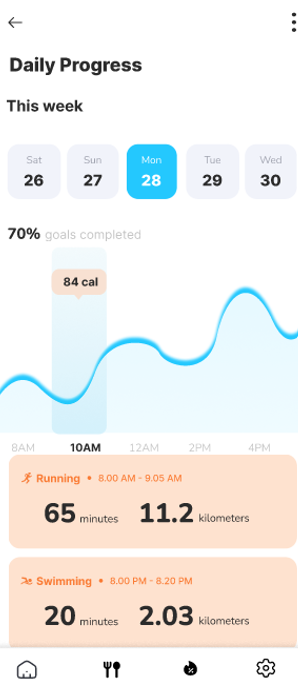 Daily Progress
This week
Sat Sun Mon Tue Wed
26 27 28 29 30
70% goals completed
84 cal
8AM 10AM 12AM 2PM 4PM
Running • 8.00 AM - 9.05 AM
65 minutes 11.2 kilometers
Swimming • 8.00 PM - 8.20 PM
20 minutes 2.03 kilometers